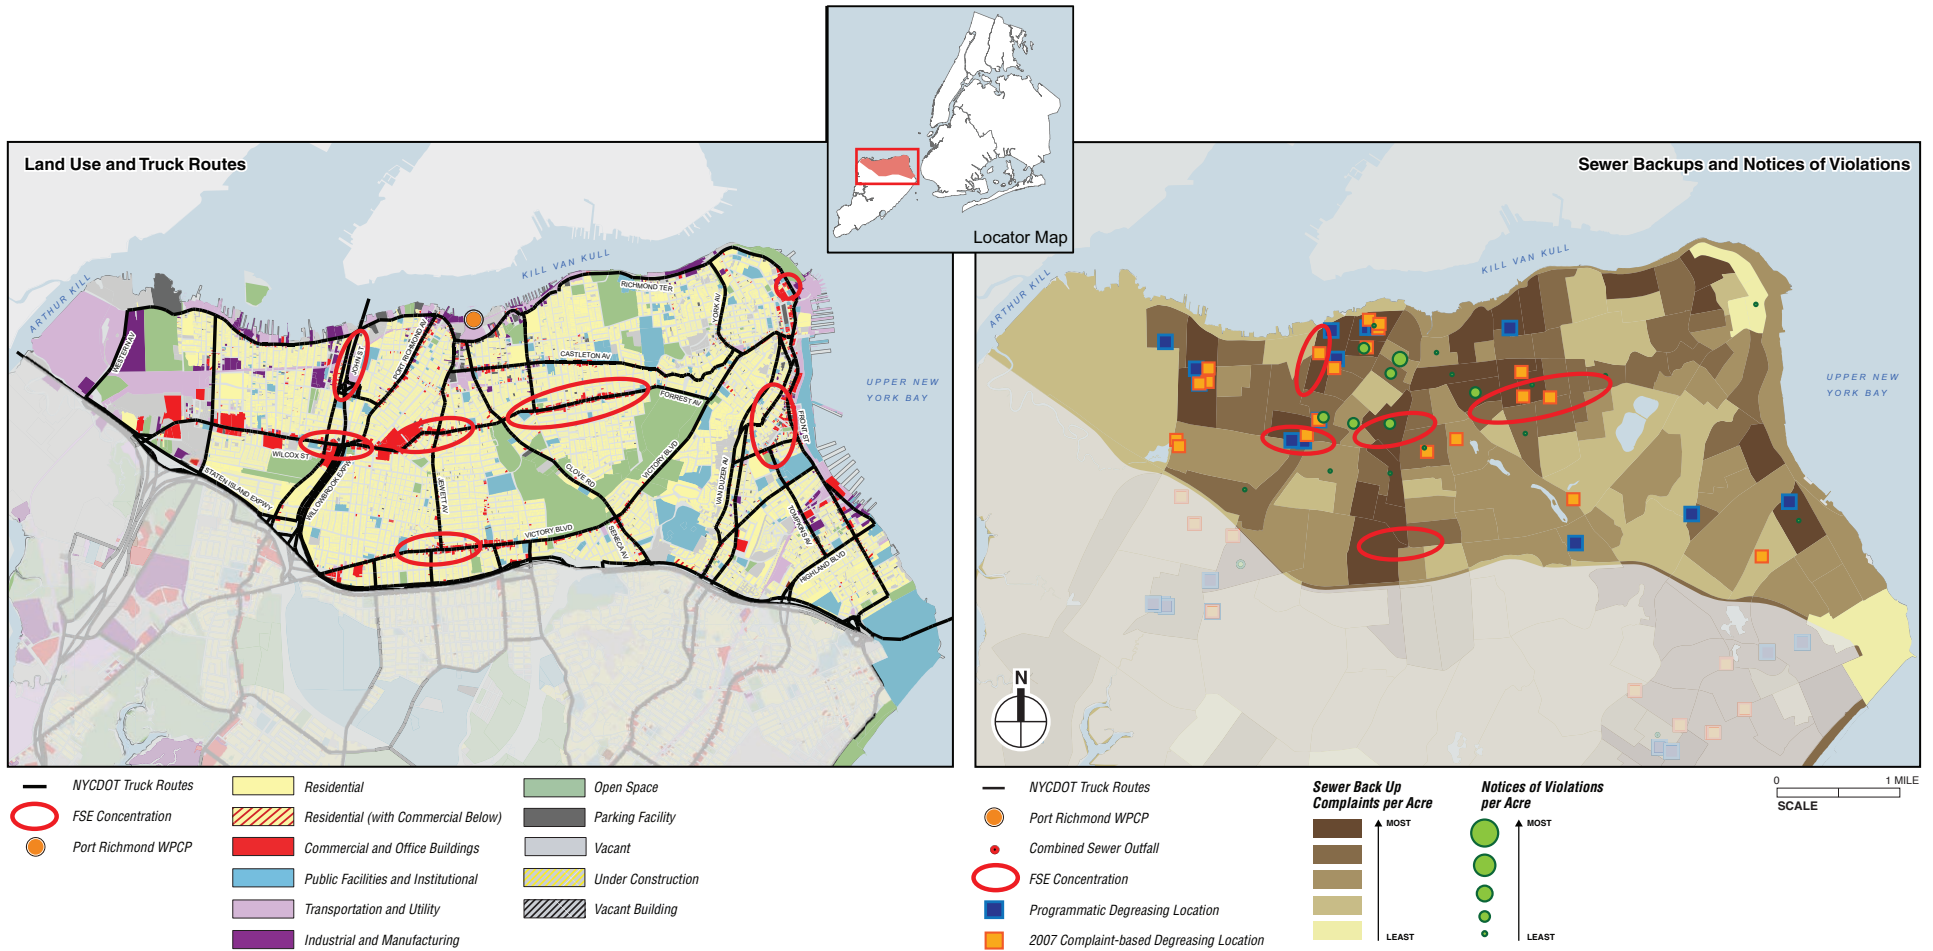 Locator Map
Land Use and Truck Routes
ARTHUR KILL
KILL VAN KULL
UPPER NEW
YORK BAY
WESTERN AV
JOHN ST
PORT RICHMOND AV
RICHMOND TER
YORK AV
CASTLETON AV
FORREST AV
FRONT ST
WILCOX ST
STATEN ISLAND EXPWY
WILLOWBROOK EXPWY
JEWETT AV
CLOVE RD
VICTORY BLVD
VAN DUZER AV
VICTORY BLVD
SENECA AV
TOMPKINS AV
HIGHLAND BLVD
Sewer Backups and Notices of Violations
ARTHUR KILL
KILL VAN KULL
UPPER NEW
YORK BAY
N
NYCDOT Truck Routes
FSE Concentration
Port Richmond WPCP
Residential
Residential (with Commercial Below)
Commercial and Office Buildings
Public Facilities and Institutional
Transportation and Utility
Industrial and Manufacturing
Open Space
Parking Facility
Vacant
Under Construction
Vacant Building
NYCDOT Truck Routes
Port Richmond WPCP
Combined Sewer Outfall
FSE Concentration
Programmatic Degreasing Location
2007 Complaint-based Degreasing Location
Sewer Back Up
Complaints per Acre
MOST
LEAST
Notices of Violations
per Acre
MOST
LEAST
0 1 MILE
SCALE